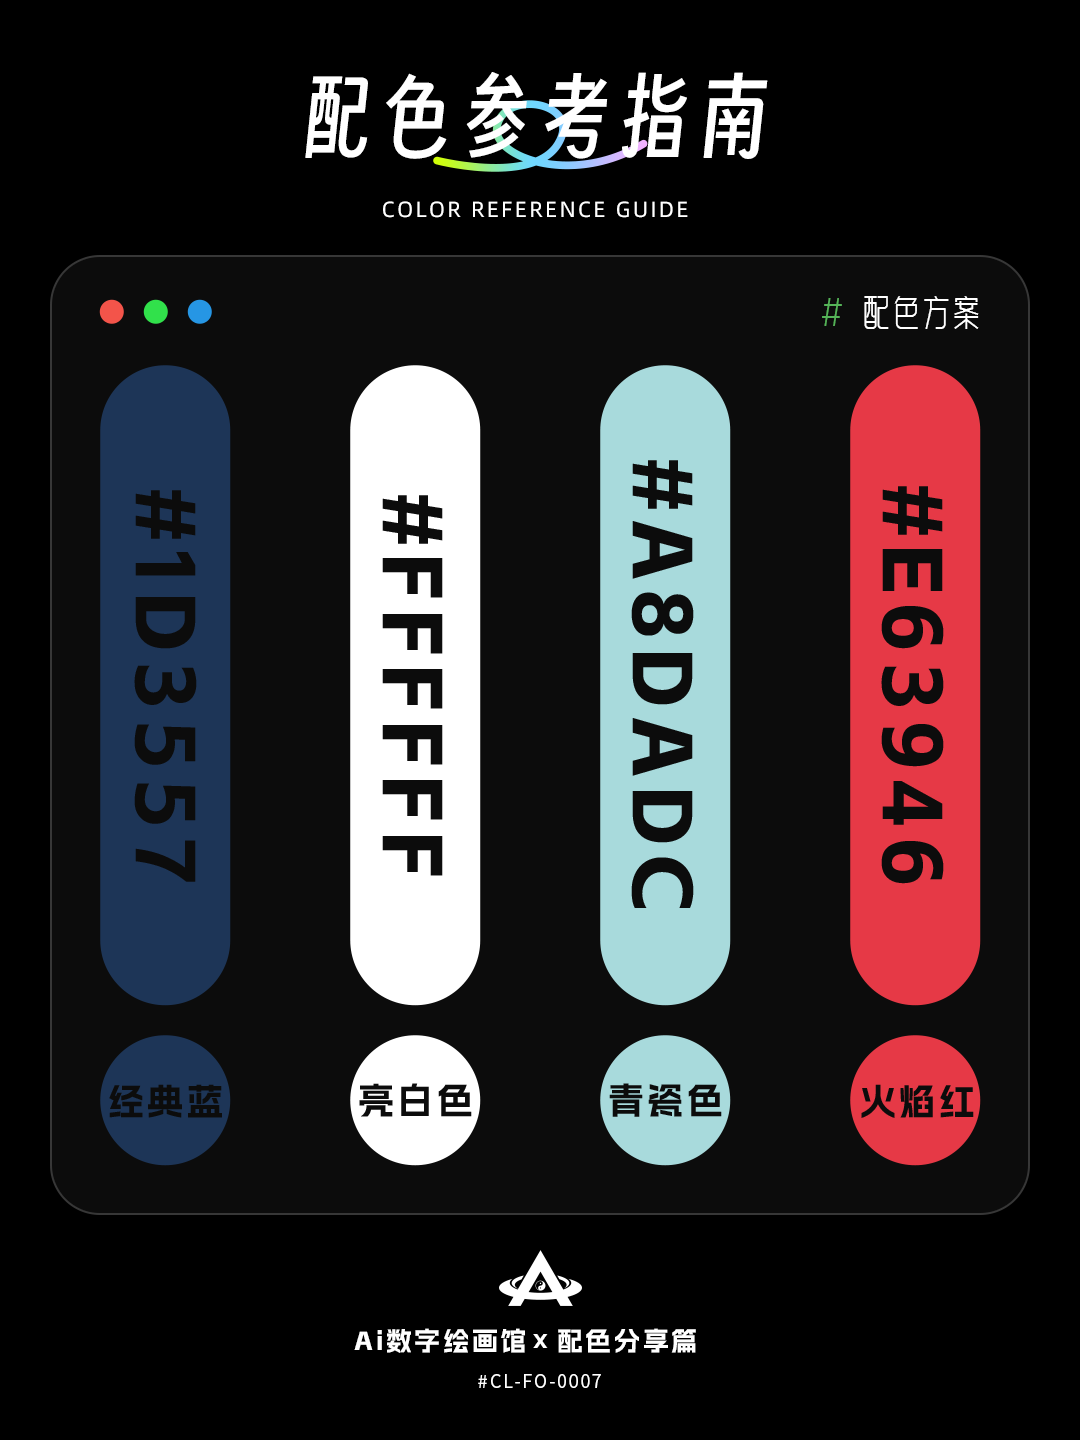 配色参考指南
COLOR REFERENCE GUIDE
# 配色方案
#1D3557
#FFFFFF
#A8DADC
#E63946
经典蓝
亮白色
青瓷色
火焰红
Ai数字绘画馆 x 配色分享篇
#CL-FO-0007